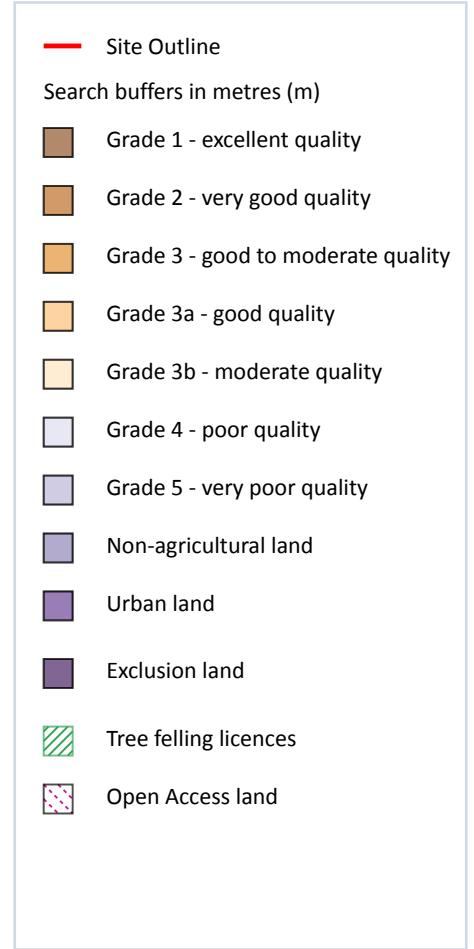 Site Outline
Search buffers in metres (m)
Grade 1 - excellent quality
Grade 2 - very good quality
Grade 3 - good to moderate quality
Grade 3a - good quality
Grade 3b - moderate quality
Grade 4 - poor quality
Grade 5 - very poor quality
Non-agricultural land
Urban land
Exclusion land
Tree felling licences
Open Access land